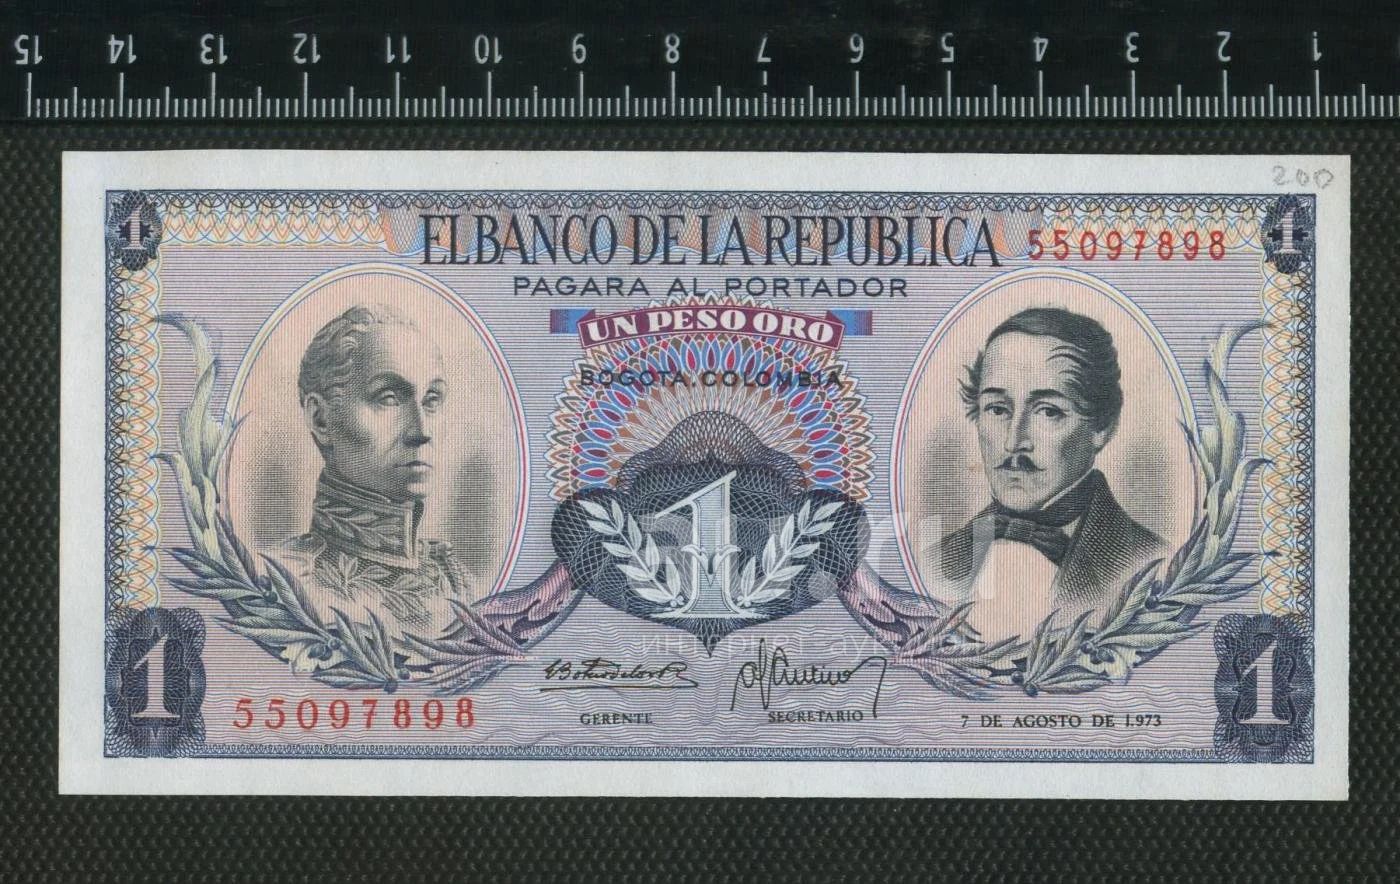 15 14 13 12 11 10 9 8 7 6 5 4 3 2 1
200
1 1
EL BANCO DE LA REPUBLICA 55097898
PAGARA AL PORTADOR
UN PESO ORO
BOGOTA, COLOMBIA
1
.ru
1 1
55097898
GERENTE SECRETARIO 7 DE AGOSTO DE 1.973